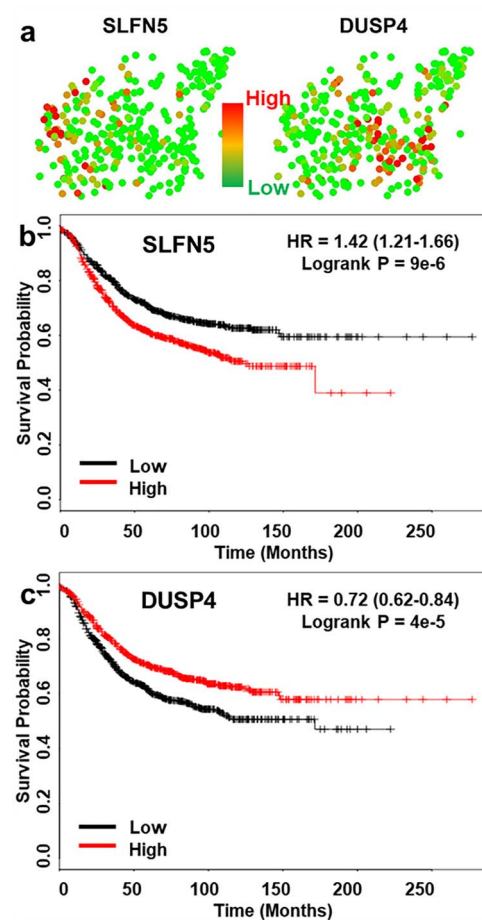 a
SLFN5
DUSP4
High
Low
b
SLFN5
HR = 1.42 (1.21-1.66)
Logrank P = 9e-6
Survival Probability
1.0
0.8
0.6
0.4
0.2
0.0
Low
High
0 50 100 150 200 250
Time (Months)
c
DUSP4
HR = 0.72 (0.62-0.84)
Logrank P = 4e-5
Survival Probability
1.0
0.8
0.6
0.4
0.2
0.0
Low
High
0 50 100 150 200 250
Time (Months)